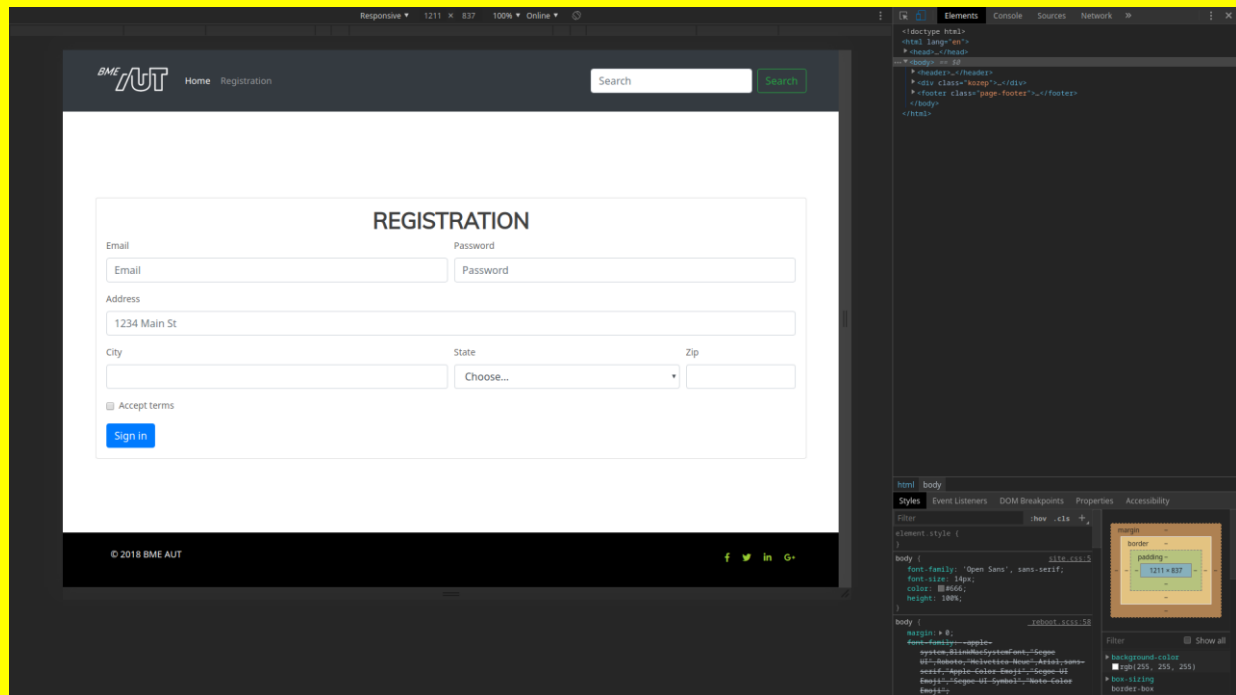 Responsive ▼ 1211 × 837 100% ▼ Online ▼
Elements Console Sources Network »
<!doctype html>
<html lang="en">
<head>…</head>
<body> == $0
<header>…</header>
<div class="kozep">…</div>
<footer class="page-footer">…</footer>
</body>
</html>
BME AUT Home Registration Search Search
REGISTRATION
Email Password
Email Password
Address
1234 Main St
City State Zip
Choose...
Accept terms
Sign in
© 2018 BME AUT f in G+
html body
Styles Event Listeners DOM Breakpoints Properties Accessibility
Filter :hov .cls +
element.style {
}
body { site.css:5
font-family: 'Open Sans', sans-serif;
font-size: 14px;
color: #666;
height: 100%;
}
body { _reboot.scss:58
margin: 0;
font-family: -apple-
system,BlinkMacSystemFont,"Segoe
UI",Roboto,"Helvetica Neue",Arial,sans-
serif,"Apple Color Emoji","Segoe UI
Emoji","Segoe UI Symbol","Noto Color
Emoji";
margin –
border –
padding –
– – – 1211 × 837 – – –
–
–
–
Filter Show all
background-color
rgb(255, 255, 255)
box-sizing
border-box